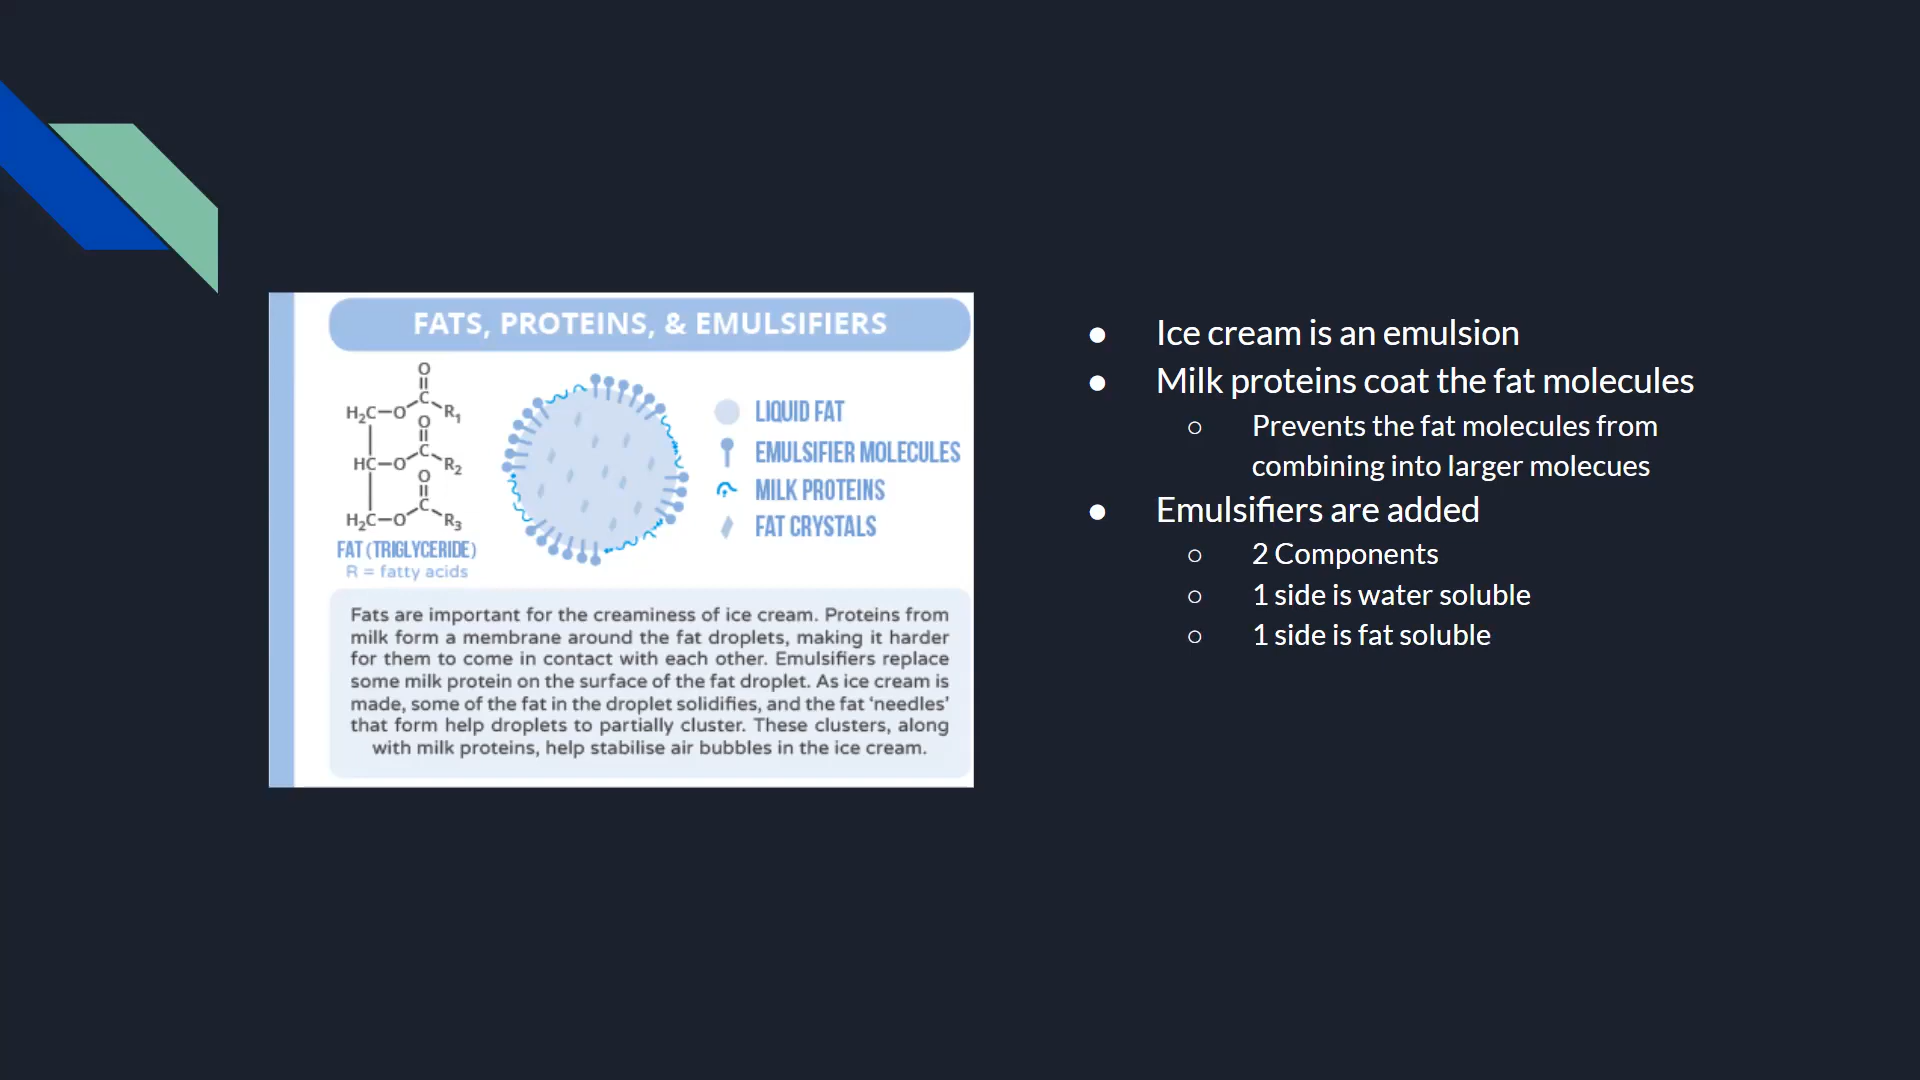 FATS, PROTEINS, & EMULSIFIERS
O
C
H₂C–O R₁
O
C
HC–O R₂
O
C
H₂C–O R₃
FAT (TRIGLYCERIDE)
R = fatty acids
LIQUID FAT
EMULSIFIER MOLECULES
MILK PROTEINS
FAT CRYSTALS
Fats are important for the creaminess of ice cream. Proteins from
milk form a membrane around the fat droplets, making it harder
for them to come in contact with each other. Emulsifiers replace
some milk protein on the surface of the fat droplet. As ice cream is
made, some of the fat in the droplet solidifies, and the fat ‘needles’
that form help droplets to partially cluster. These clusters, along
with milk proteins, help stabilise air bubbles in the ice cream.
● Ice cream is an emulsion
● Milk proteins coat the fat molecules
○ Prevents the fat molecules from
combining into larger molecues
● Emulsifiers are added
○ 2 Components
○ 1 side is water soluble
○ 1 side is fat soluble